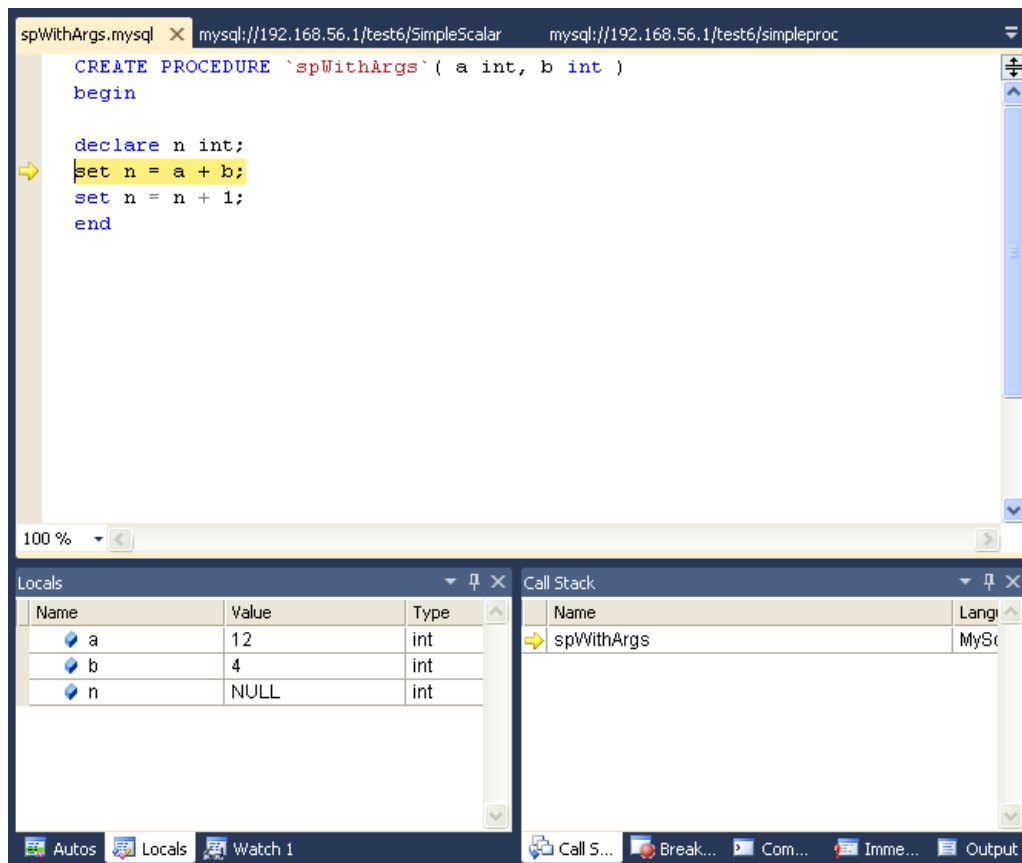 spWithArgs.mysql mysql://192.168.56.1/test6/SimpleScalar mysql://192.168.56.1/test6/simpleproc
CREATE PROCEDURE `spWithArgs`( a int, b int )
begin
declare n int;
set n = a + b;
set n = n + 1;
end
100 %
Locals
Name Value Type
a 12 int
b 4 int
n NULL int
Autos Locals Watch 1
Call Stack
Name
spWithArgs
Call S... Break... Com... Imme... Output